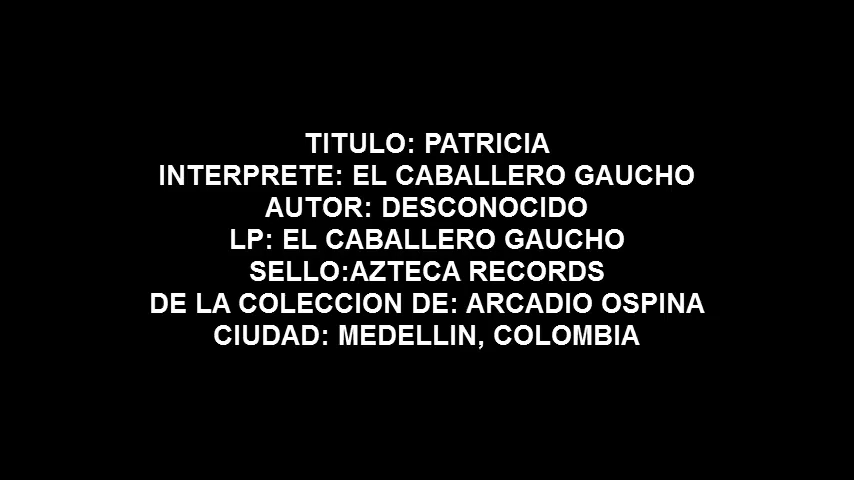 TITULO: PATRICIA
INTERPRETE: EL CABALLERO GAUCHO
AUTOR: DESCONOCIDO
LP: EL CABALLERO GAUCHO
SELLO:AZTECA RECORDS
DE LA COLECCION DE: ARCADIO OSPINA
CIUDAD: MEDELLIN, COLOMBIA